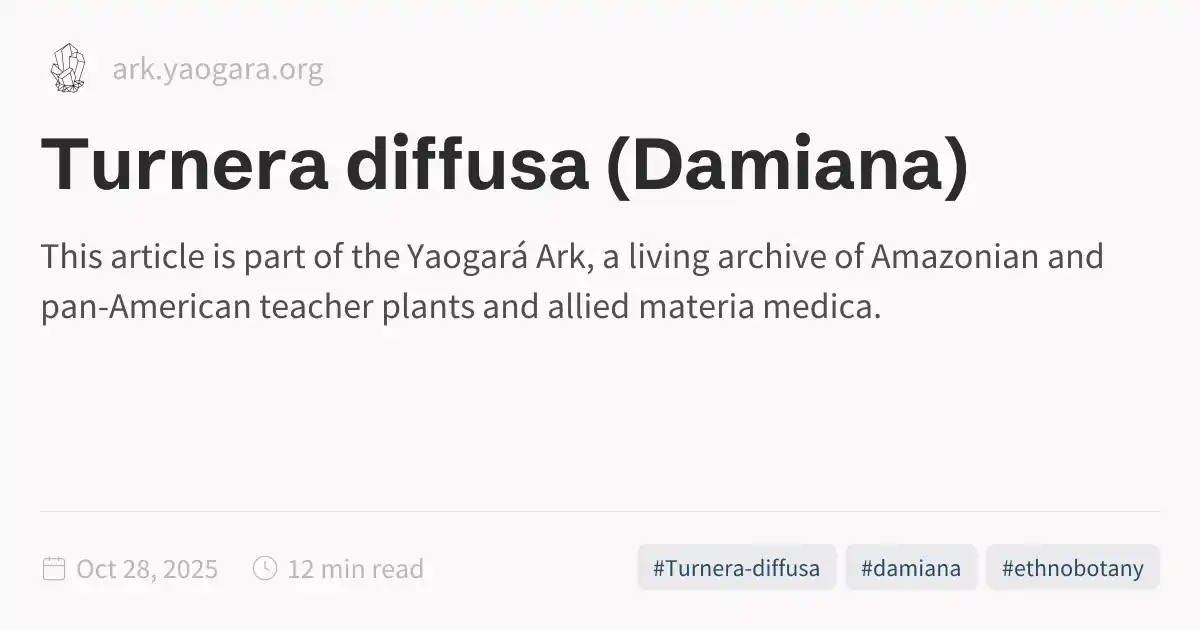 ark.yaogara.org
Turnera diffusa (Damiana)
This article is part of the Yaogará Ark, a living archive of Amazonian and
pan-American teacher plants and allied materia medica.
Oct 28, 2025 12 min read #Turnera-diffusa #damiana #ethnobotany